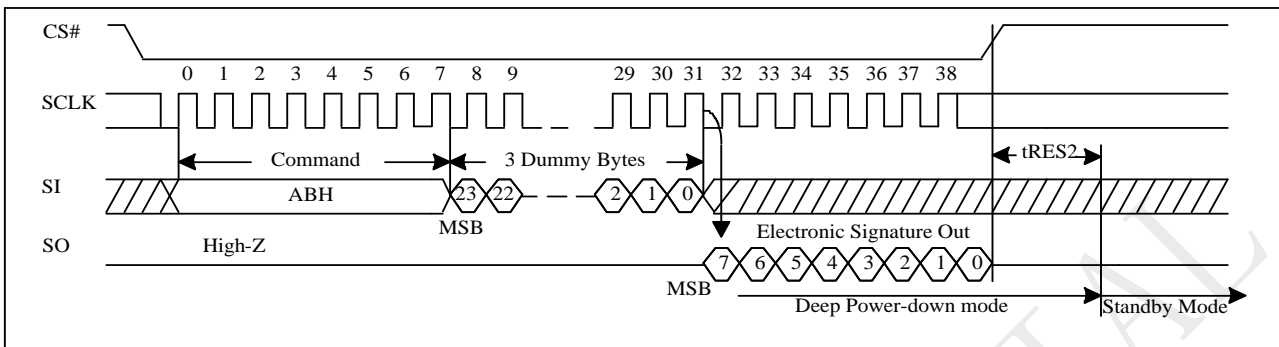 CS#
0 1 2 3 4 5 6 7 8 9 29 30 31 32 33 34 35 36 37 38
SCLK
Command 3 Dummy Bytes tRES2
SI ABH 23 22 2 1 0
MSB
SO High-Z Electronic Signature Out
7 6 5 4 3 2 1 0
MSB
Deep Power-down mode Standby Mode